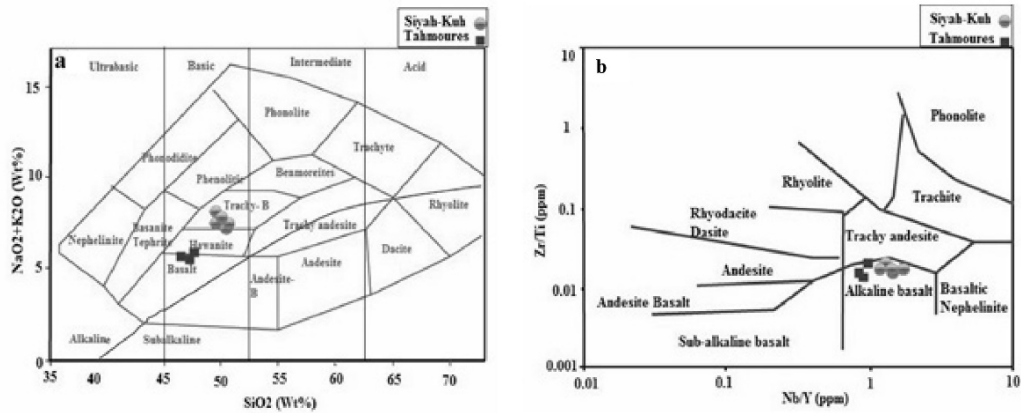 Siyah-Kuh
Tahmoures
a
Ultrabasic
Basic
Intermediate
Acid
Phonolite
Phonodidite
Trachyte
Benmoreites
Phenolitic
Trachy- B
Rhyolite
Nephelinite
Basanite
Tephrite
Hawanite
Trachy andesite
Basalt
Dacite
Andesite-
B
Andesite
Alkaline
Subalkaline
NaO2+K2O (Wt%)
15
10
5
0
35
40
45
50
55
60
65
70
SiO2 (Wt%)
Siyah-Kuh
Tahmoures
b
Phonolite
Rhyolite
Trachite
Rhyodacite
Dasite
Trachy andesite
Andesite
Andesite Basalt
Alkaline basalt
Basaltic
Nephelinite
Sub-alkaline basalt
Zr/Ti (ppm)
10
1
0.1
0.01
0.001
0.01
0.1
1
10
Nb/Y (ppm)